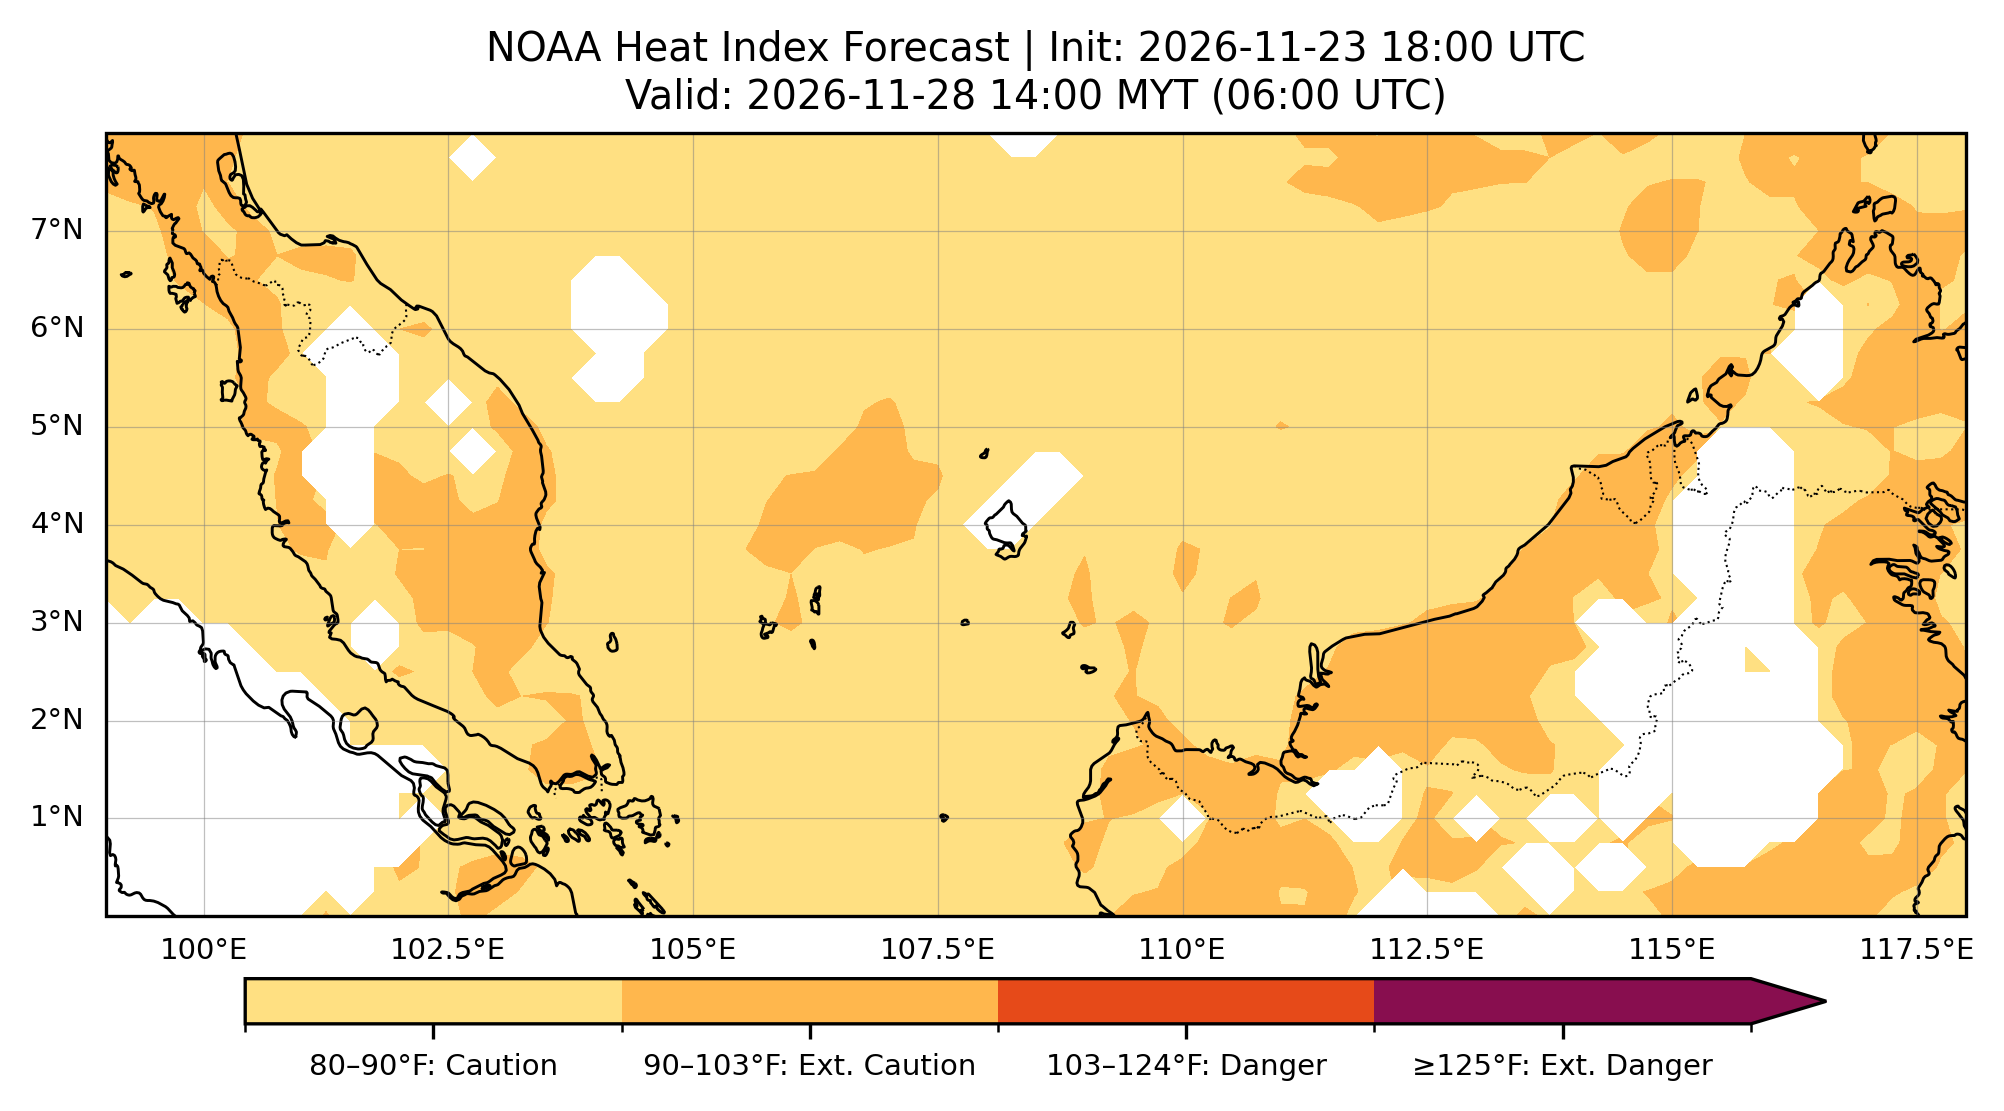 NOAA Heat Index Forecast | Init: 2026-11-23 18:00 UTC
Valid: 2026-11-28 14:00 MYT (06:00 UTC)
7°N
6°N
5°N
4°N
3°N
2°N
1°N
100°E
102.5°E
105°E
107.5°E
110°E
112.5°E
115°E
117.5°E
80–90°F: Caution
90–103°F: Ext. Caution
103–124°F: Danger
≥125°F: Ext. Danger